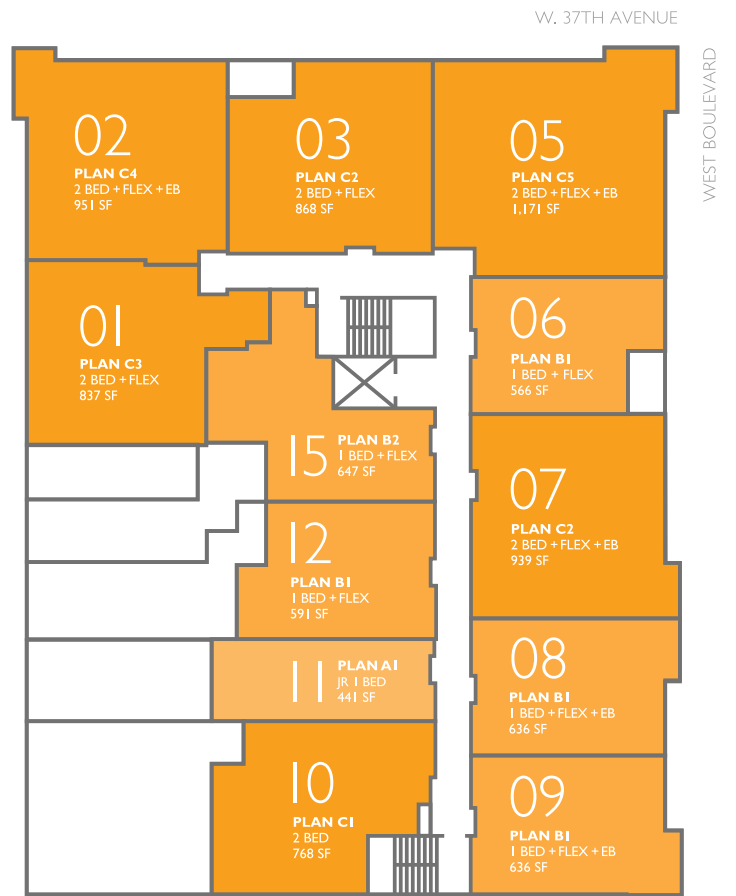 W. 37TH AVENUE
WEST BOULEVARD
02
PLAN C4
2 BED + FLEX + EB
951 SF
03
PLAN C2
2 BED + FLEX
868 SF
05
PLAN C5
2 BED + FLEX + EB
1,171 SF
01
PLAN C3
2 BED + FLEX
837 SF
06
PLAN B1
1 BED + FLEX
566 SF
15
PLAN B2
1 BED + FLEX
647 SF
07
PLAN C2
2 BED + FLEX + EB
939 SF
12
PLAN B1
1 BED + FLEX
591 SF
11
PLAN A1
JR 1 BED
441 SF
08
PLAN B1
1 BED + FLEX + EB
636 SF
10
PLAN C1
2 BED
768 SF
09
PLAN B1
1 BED + FLEX + EB
636 SF